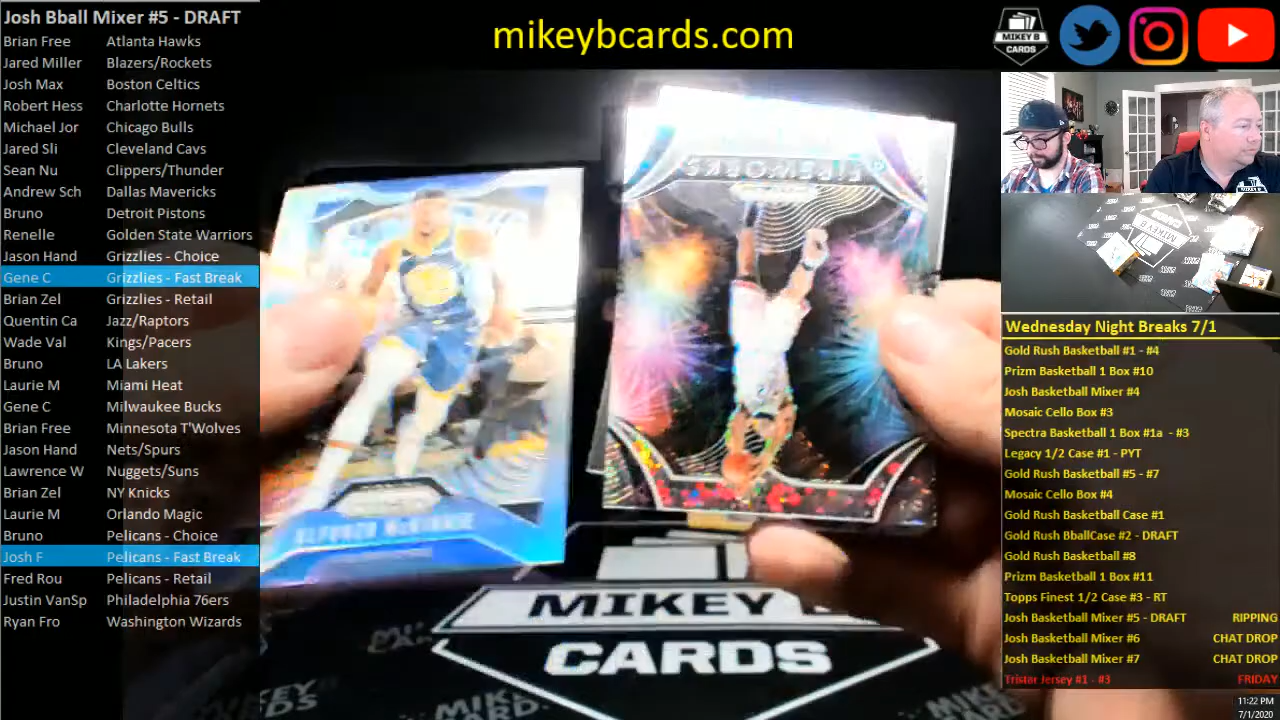 Josh Bball Mixer #5 - DRAFT
Brian Free Atlanta Hawks
Jared Miller Blazers/Rockets
Josh Max Boston Celtics
Robert Hess Charlotte Hornets
Michael Jor Chicago Bulls
Jared Sli Cleveland Cavs
Sean Nu Clippers/Thunder
Andrew Sch Dallas Mavericks
Bruno Detroit Pistons
Renelle Golden State Warriors
Jason Hand Grizzlies - Choice
Gene C Grizzlies - Fast Break
Brian Zel Grizzlies - Retail
Quentin Ca Jazz/Raptors
Wade Val Kings/Pacers
Bruno LA Lakers
Laurie M Miami Heat
Gene C Milwaukee Bucks
Brian Free Minnesota T'Wolves
Jason Hand Nets/Spurs
Lawrence W Nuggets/Suns
Brian Zel NY Knicks
Laurie M Orlando Magic
Bruno Pelicans - Choice
Josh F Pelicans - Fast Break
Fred Rou Pelicans - Retail
Justin VanSp Philadelphia 76ers
Ryan Fro Washington Wizards
mikeybcards.com
MIKEY B
CARDS
FIREWORKS
ALFONZO McKINNIE
MIKEY B
CARDS
MIKEY
Wednesday Night Breaks 7/1
Gold Rush Basketball #1 - #4
Prizm Basketball 1 Box #10
Josh Basketball Mixer #4
Mosaic Cello Box #3
Spectra Basketball 1 Box #1a - #3
Legacy 1/2 Case #1 - PYT
Gold Rush Basketball #5 - #7
Mosaic Cello Box #4
Gold Rush Basketball Case #1
Gold Rush BballCase #2 - DRAFT
Gold Rush Basketball #8
Prizm Basketball 1 Box #11
Topps Finest 1/2 Case #3 - RT
Josh Basketball Mixer #5 - DRAFT RIPPING
Josh Basketball Mixer #6 CHAT DROP
Josh Basketball Mixer #7 CHAT DROP
Tristar Jersey #1 - #3 FRIDAY
11:22 PM
7/1/2020